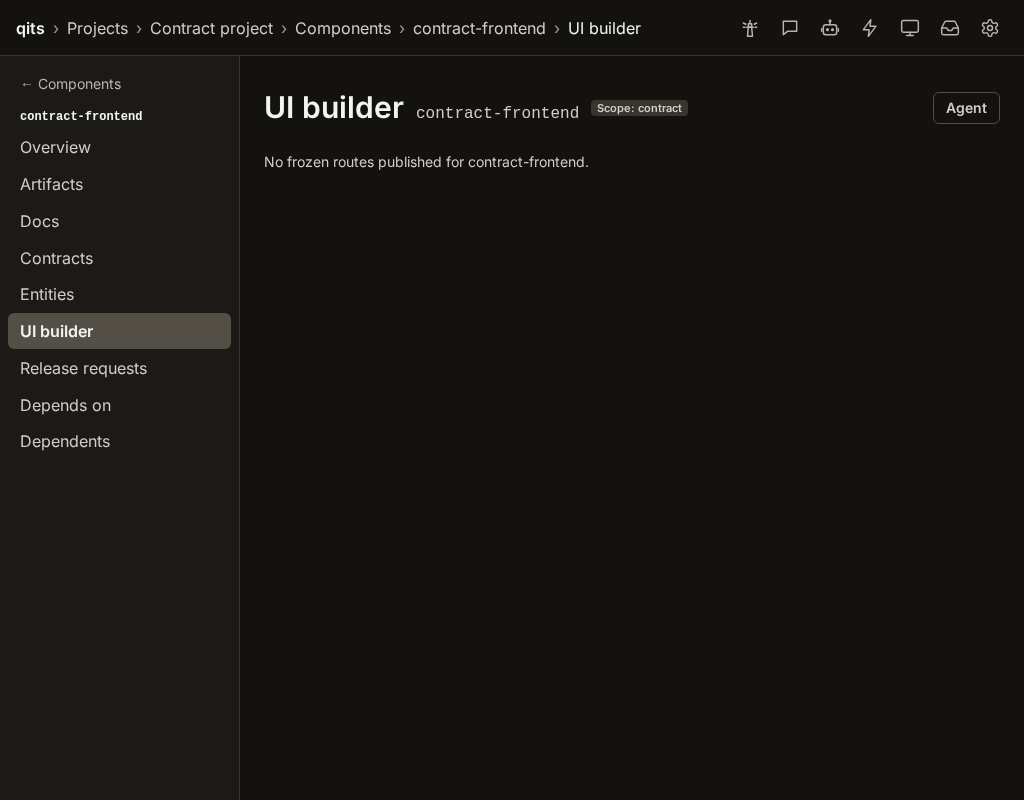 qits › Projects › Contract project › Components › contract-frontend › UI builder
← Components
contract-frontend
Overview
Artifacts
Docs
Contracts
Entities
UI builder
Release requests
Depends on
Dependents
UI builder contract-frontend Scope: contract
Agent
No frozen routes published for contract-frontend.